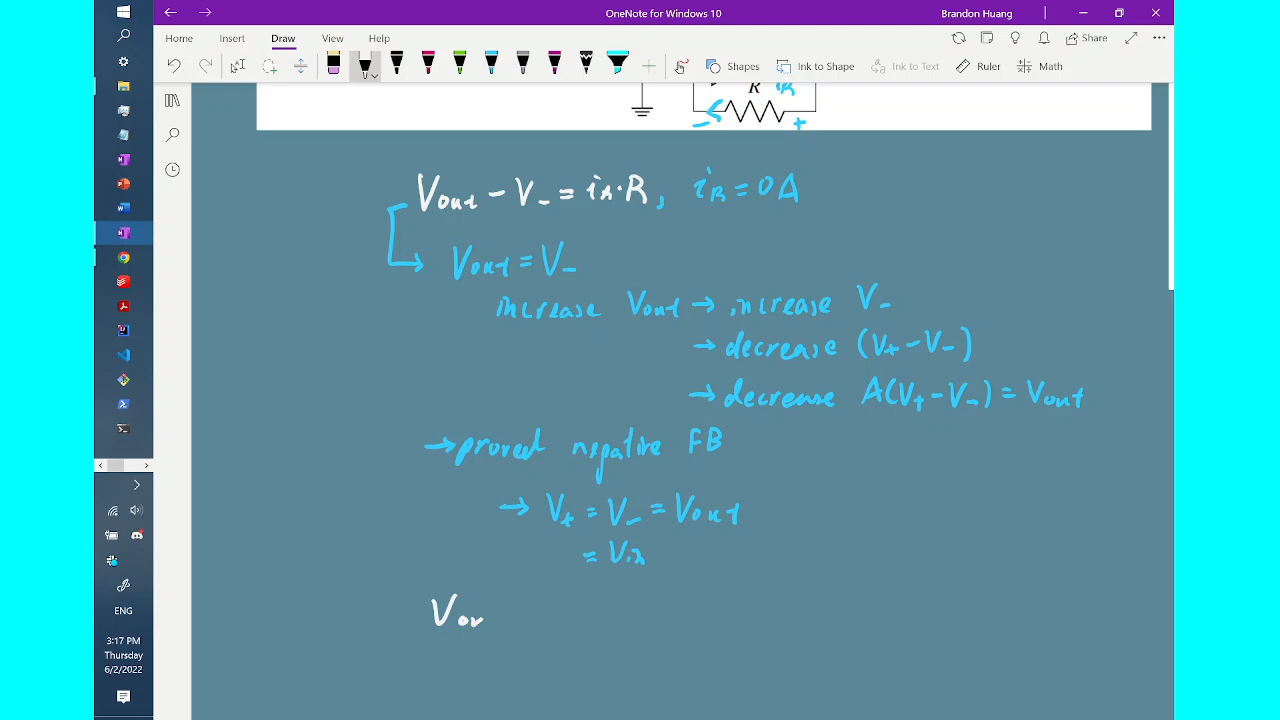 OneNote for Windows 10
Brandon Huang
Home Insert Draw View Help
Share
Shapes Ink to Shape Ink to Text Ruler Math
R iR
- +
Vout - V- = iR·R, iR = 0A
Vout = V-
increase Vout → increase V-
→ decrease (V+ - V-)
→ decrease A(V+ - V-) = Vout
→ proved negative FB
→ V+ = V- = Vout
= Vin
Vou
ENG
3:17 PM
Thursday
6/2/2022